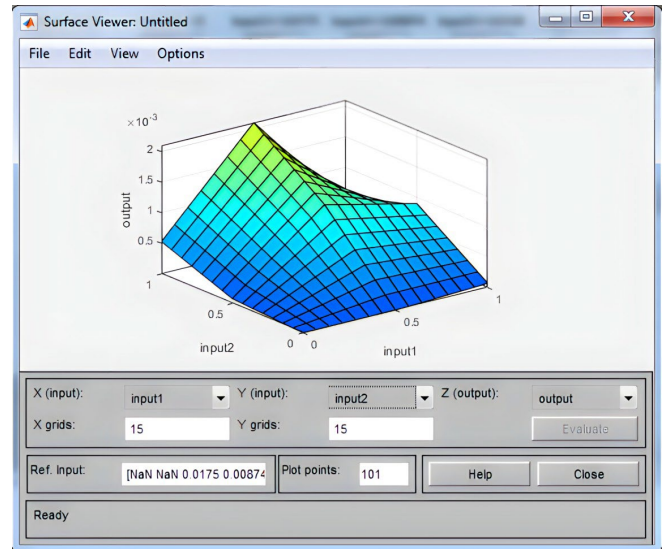 Surface Viewer: Untitled
File Edit View Options
×10-3
2
1.5
1
0.5
output
1
0.5
0
input2
0
0.5
1
input1
X (input): input1 Y (input): input2 Z (output): output
X grids: 15 Y grids: 15 Evaluate
Ref. Input: [NaN NaN 0.0175 0.00874 Plot points: 101 Help Close
Ready